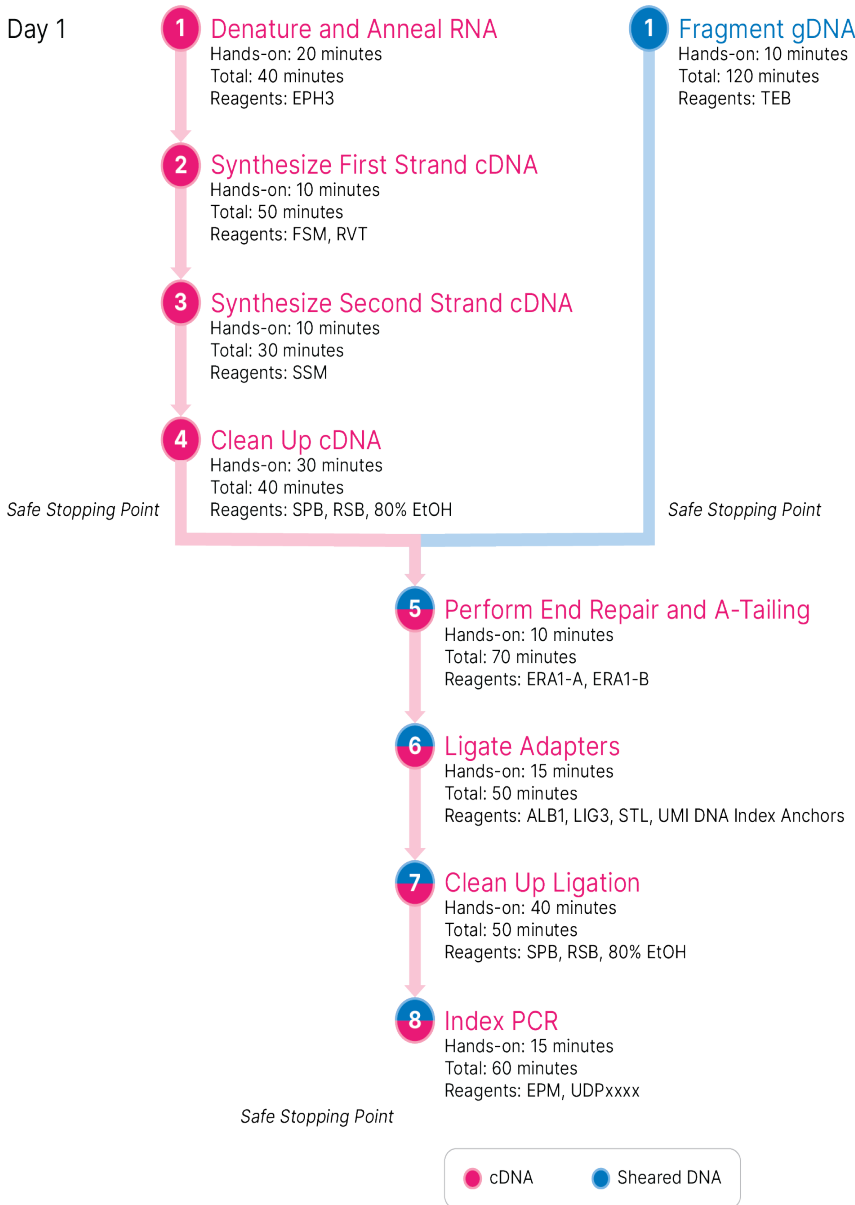 Day 1
1
Denature and Anneal RNA
Hands-on: 20 minutes
Total: 40 minutes
Reagents: EPH3
1
Fragment gDNA
Hands-on: 10 minutes
Total: 120 minutes
Reagents: TEB
2
Synthesize First Strand cDNA
Hands-on: 10 minutes
Total: 50 minutes
Reagents: FSM, RVT
3
Synthesize Second Strand cDNA
Hands-on: 10 minutes
Total: 30 minutes
Reagents: SSM
4
Clean Up cDNA
Hands-on: 30 minutes
Total: 40 minutes
Reagents: SPB, RSB, 80% EtOH
Safe Stopping Point
Safe Stopping Point
5
Perform End Repair and A-Tailing
Hands-on: 10 minutes
Total: 70 minutes
Reagents: ERA1-A, ERA1-B
6
Ligate Adapters
Hands-on: 15 minutes
Total: 50 minutes
Reagents: ALB1, LIG3, STL, UMI DNA Index Anchors
7
Clean Up Ligation
Hands-on: 40 minutes
Total: 50 minutes
Reagents: SPB, RSB, 80% EtOH
8
Index PCR
Hands-on: 15 minutes
Total: 60 minutes
Reagents: EPM, UDPxxxx
Safe Stopping Point
cDNA
Sheared DNA